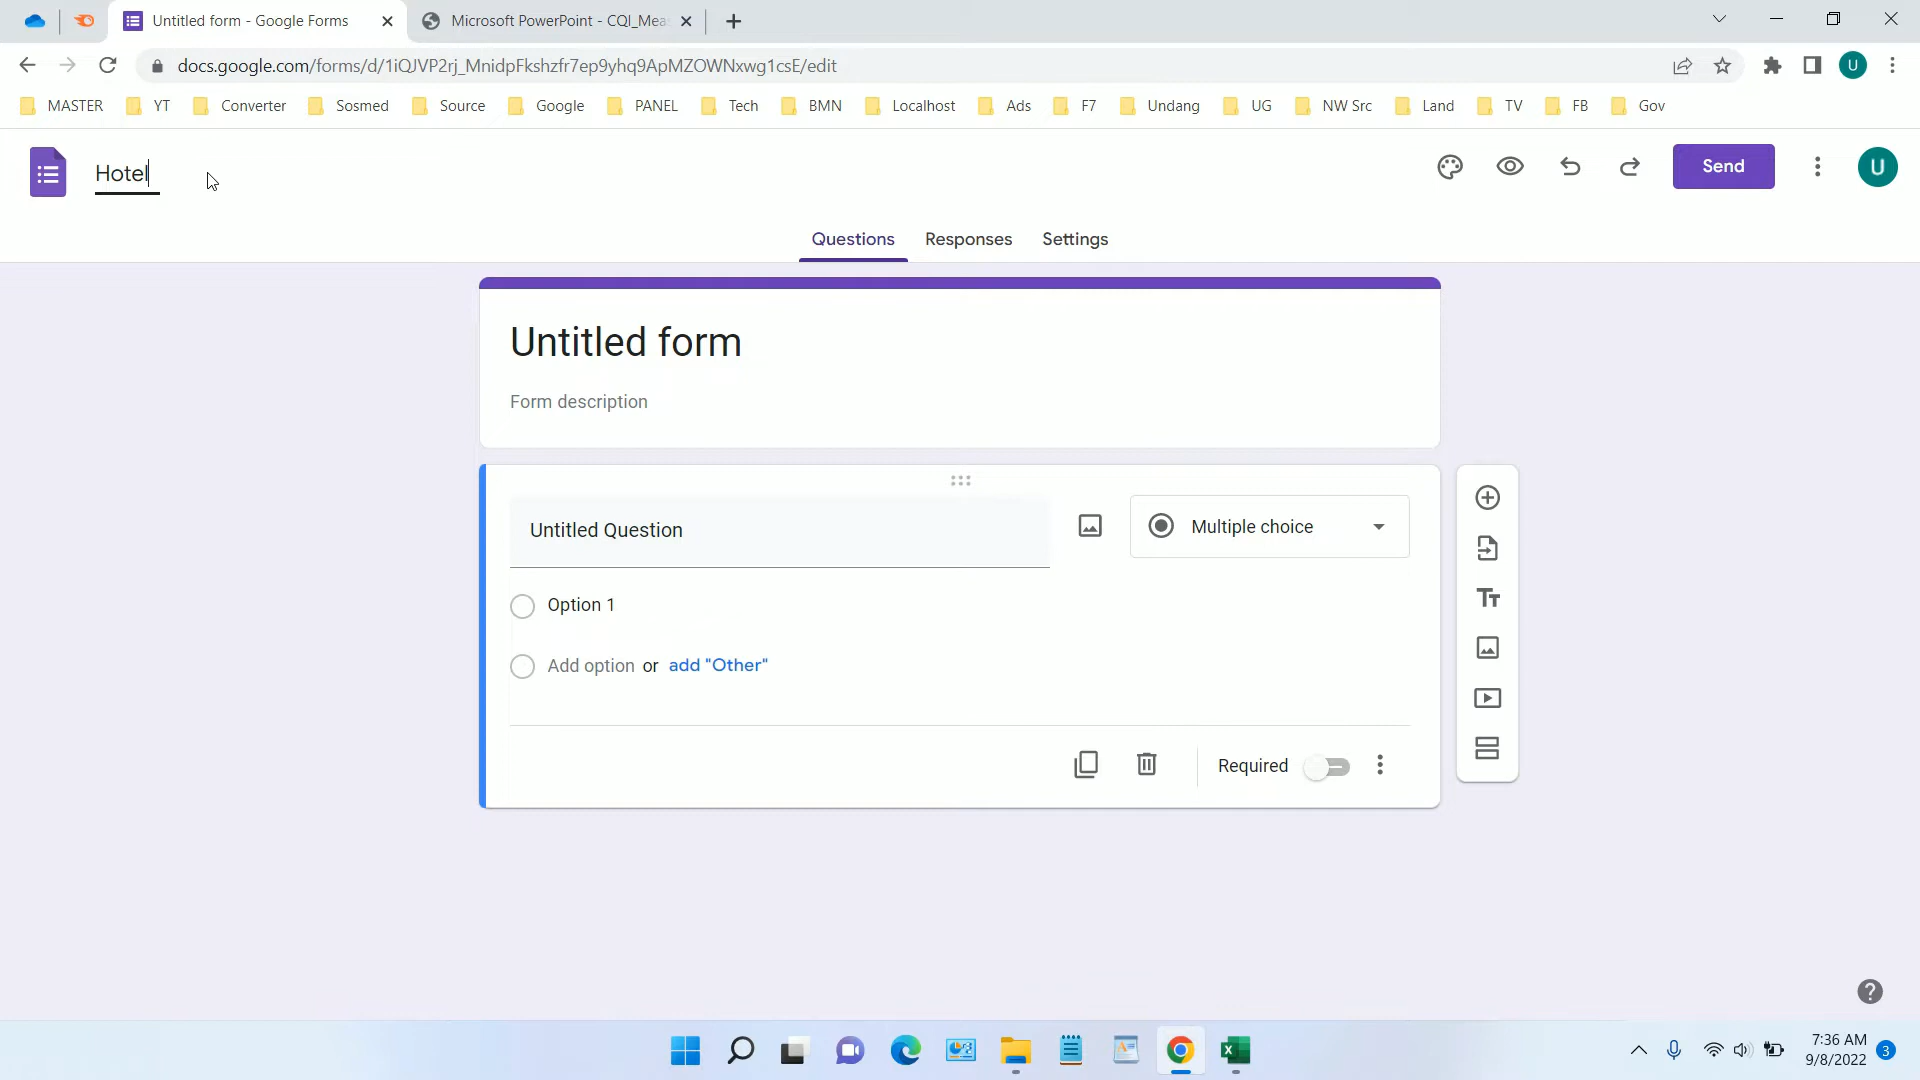 Untitled form - Google Forms
Microsoft PowerPoint - CQI_Mea
docs.google.com/forms/d/1iQJVP2rj_MnidpFkshzfr7ep9yhq9ApMZOWNxwg1csE/edit
U
MASTER YT Converter Sosmed Source Google PANEL Tech BMN Localhost Ads F7 Undang UG NW Src Land TV FB Gov
Hotel
Send
U
Questions Responses Settings
Untitled form
Form description
Untitled Question
Multiple choice
Option 1
Add option or add "Other"
Required
7:36 AM
9/8/2022
3